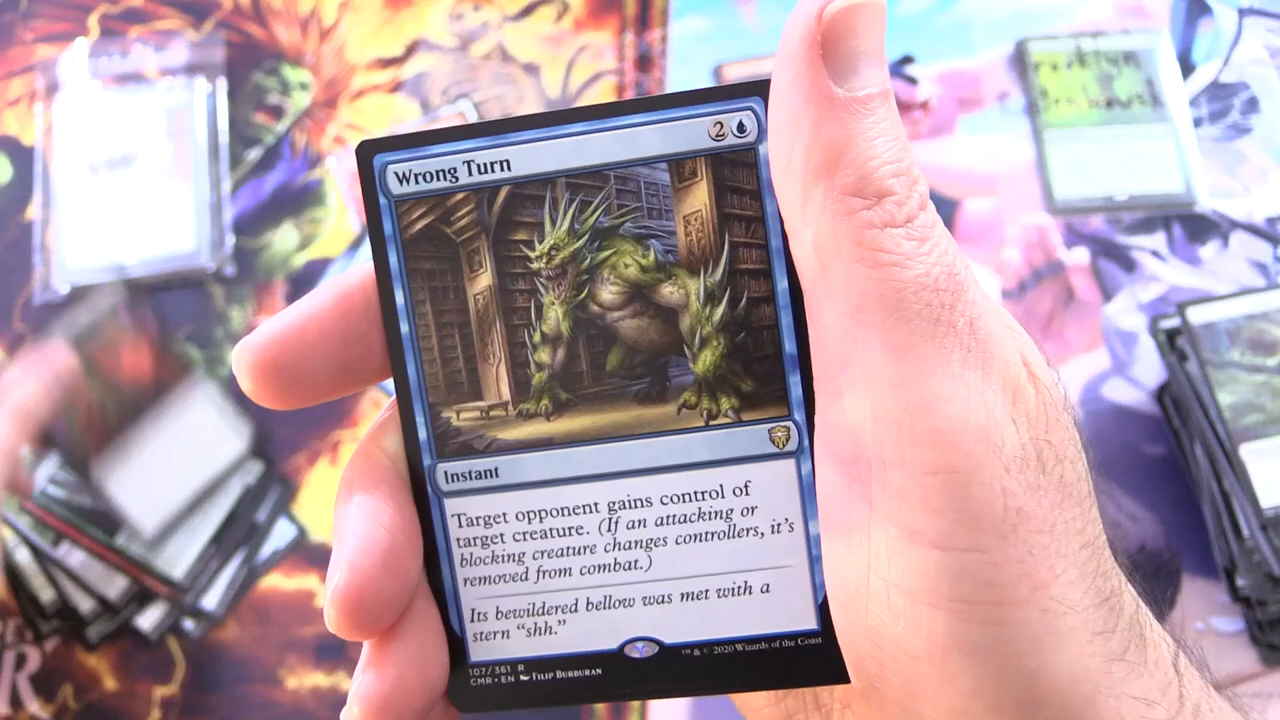 Wrong Turn
2
Instant
Target opponent gains control of
target creature. (If an attacking or
blocking creature changes controllers, it's
removed from combat.)
Its bewildered bellow was met with a
stern “shh.”
107/361 R
CMR • EN Filip Burburan
™ & © 2020 Wizards of the Coast